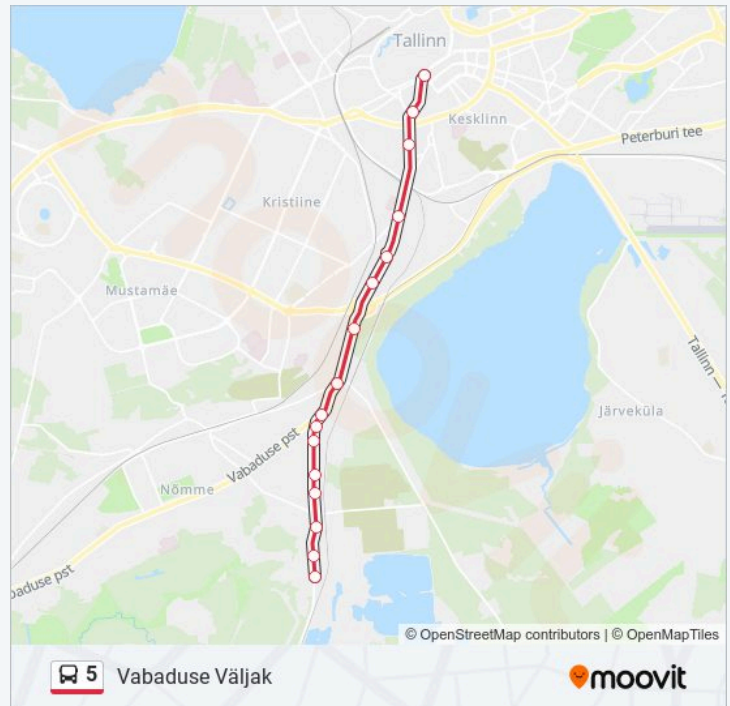 Tallinn
Kesklinn
Peterburi tee
Kristiine
Mustamäe
Tallinn —
Järveküla
Vabaduse pst
Nõmme
baduse pst
© OpenStreetMap contributors | © OpenMapTiles
5 Vabaduse Väljak
moovit